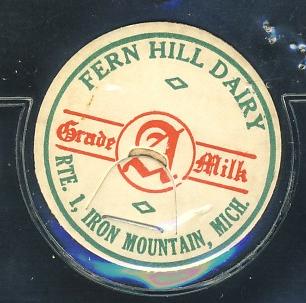 FERN HILL DAIRY
Grade A Milk
RTE. 1, IRON MOUNTAIN, MICH.